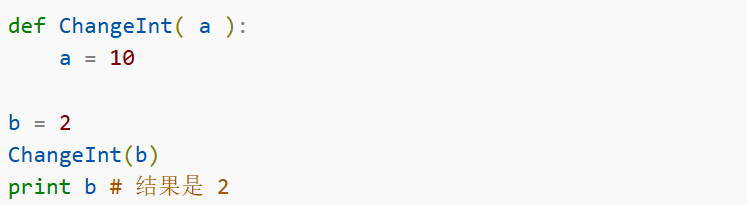 def ChangeInt( a ):
    a = 10
b = 2
ChangeInt(b)
print b # 结果是 2